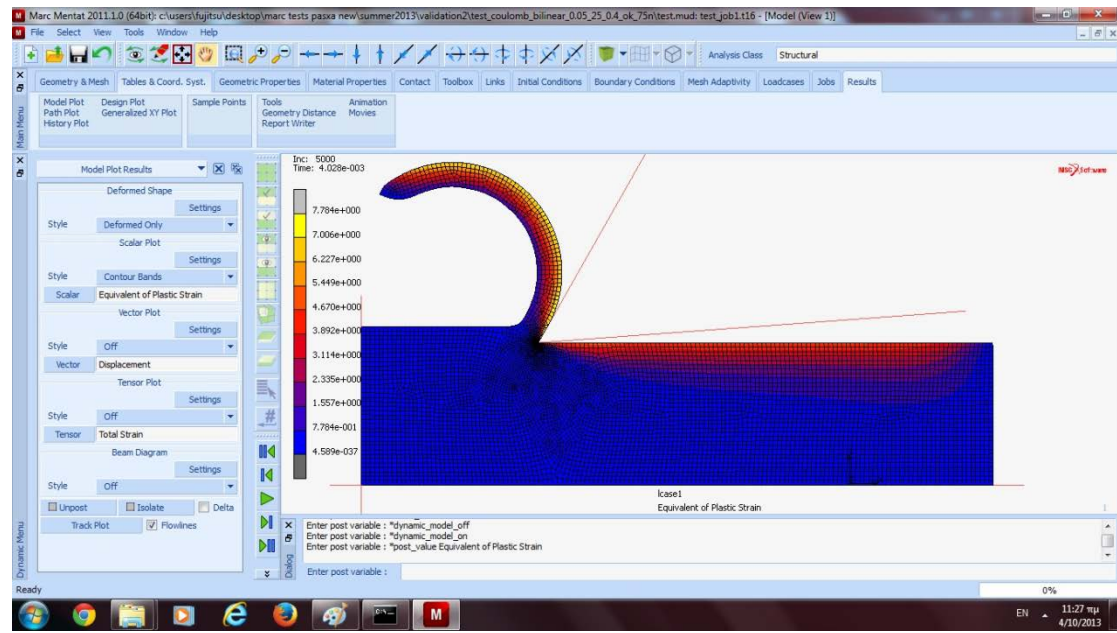 Marc Mentat 2011.1.0 (64bit): c:\users\fujitsu\desktop\marc tests pasxa new\summer2013\validation2\test_coulomb_bilinear_0.05_25_0.4_ok_75n\test.mud: test_job1.t16 - [Model (View 1)]
File Select View Tools Window Help
Analysis Class Structural
Geometry & Mesh Tables & Coord. Syst. Geometric Properties Material Properties Contact Toolbox Links Initial Conditions Boundary Conditions Mesh Adaptivity Loadcases Jobs Results
Main Menu
Model Plot Design Plot Sample Points Tools Animation
Path Plot Generalized XY Plot Geometry Distance Movies
History Plot Report Writer
Model Plot Results
Deformed Shape
Settings
Style Deformed Only
Scalar Plot
Settings
Style Contour Bands
Scalar Equivalent of Plastic Strain
Vector Plot
Settings
Style Off
Vector Displacement
Tensor Plot
Settings
Style Off
Tensor Total Strain
Beam Diagram
Settings
Style Off
Unpost Isolate Delta
Track Plot Flowlines
Dynamic Menu
Inc: 5000
Time: 4.028e-003
MSC Software
7.784e+000
7.006e+000
6.227e+000
5.449e+000
4.670e+000
3.892e+000
3.114e+000
2.335e+000
1.557e+000
7.784e-001
4.589e-037
lcase1
Equivalent of Plastic Strain
1
Dialog
Enter post variable : *dynamic_model_off
Enter post variable : *dynamic_model_on
Enter post variable : *post_value Equivalent of Plastic Strain
Enter post variable :
Ready
0%
EN
11:27 πμ
4/10/2013